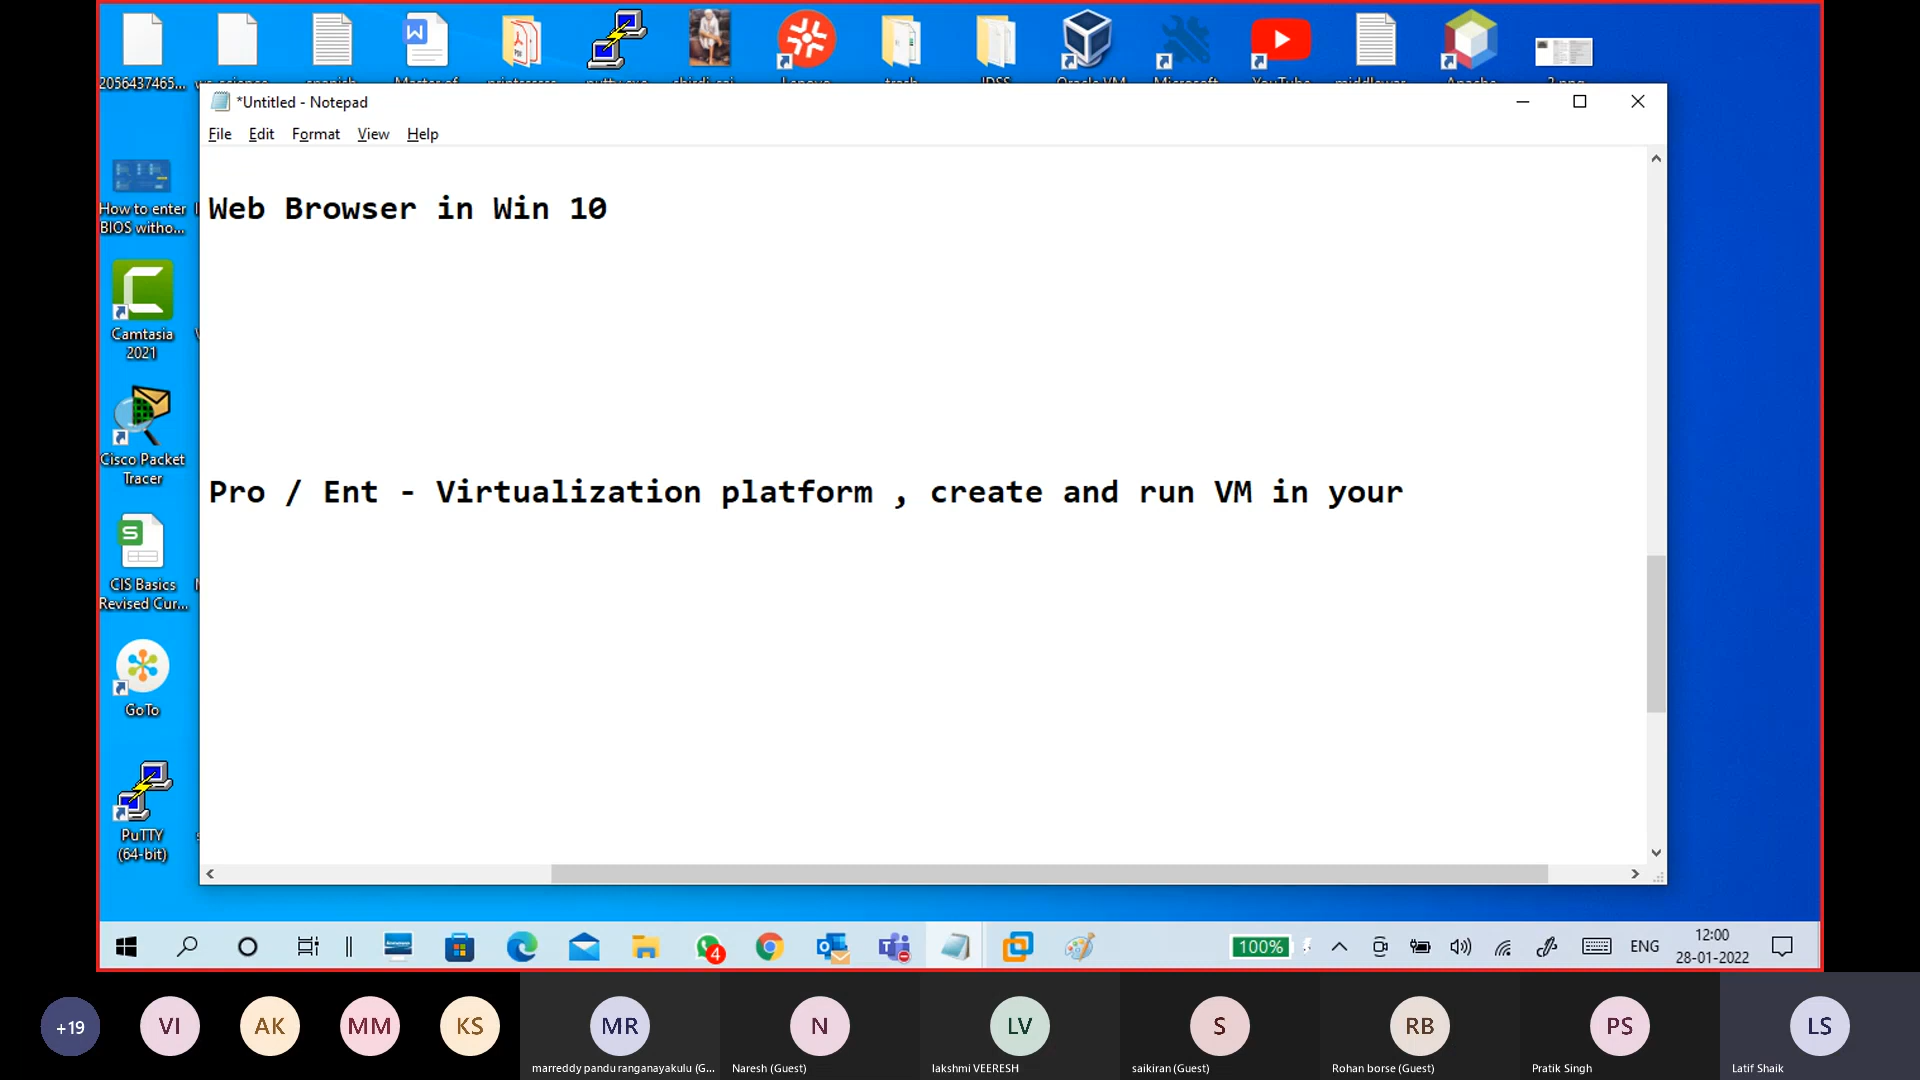 2056437465...
*Untitled - Notepad
File Edit Format View Help
Web Browser in Win 10
Pro / Ent - Virtualization platform , create and run VM in your
How to enter
BIOS witho...
Camtasia
2021
Cisco Packet
Tracer
CIS Basics
Revised Cur...
GoTo
PuTTY
(64-bit)
4
100%
ENG
12:00
28-01-2022
+19
VI
AK
MM
KS
MR
N
LV
S
RB
PS
LS
marreddy pandu ranganayakulu (G...
Naresh (Guest)
lakshmi VEERESH
saikiran (Guest)
Rohan borse (Guest)
Pratik Singh
Latif Shaik